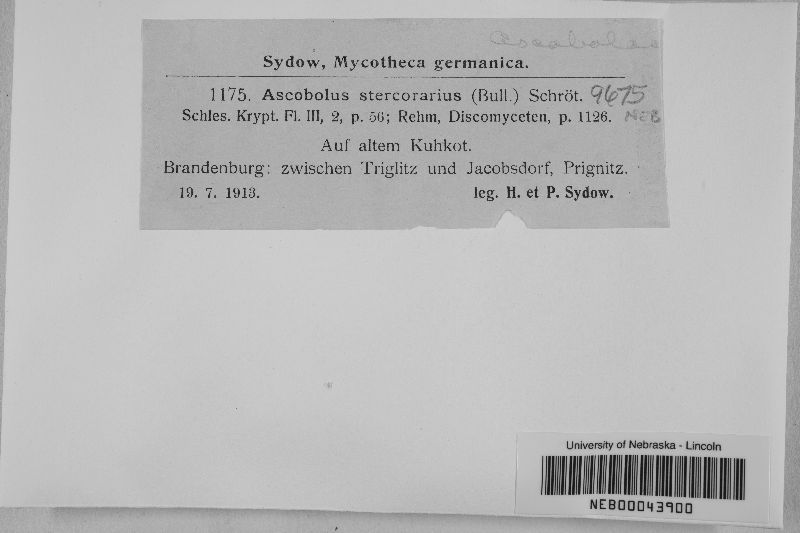 Ascobolus
Sydow, Mycotheca germanica.
1175. Ascobolus stercorarius (Bull.) Schröt. 9675
Schles. Krypt. Fl. III, 2, p. 56; Rehm, Discomyceten, p. 1126. NEB
Auf altem Kuhkot.
Brandenburg: zwischen Triglitz und Jacobsdorf, Prignitz.
19. 7. 1913. leg. H. et P. Sydow.
University of Nebraska - Lincoln
NEB00043900